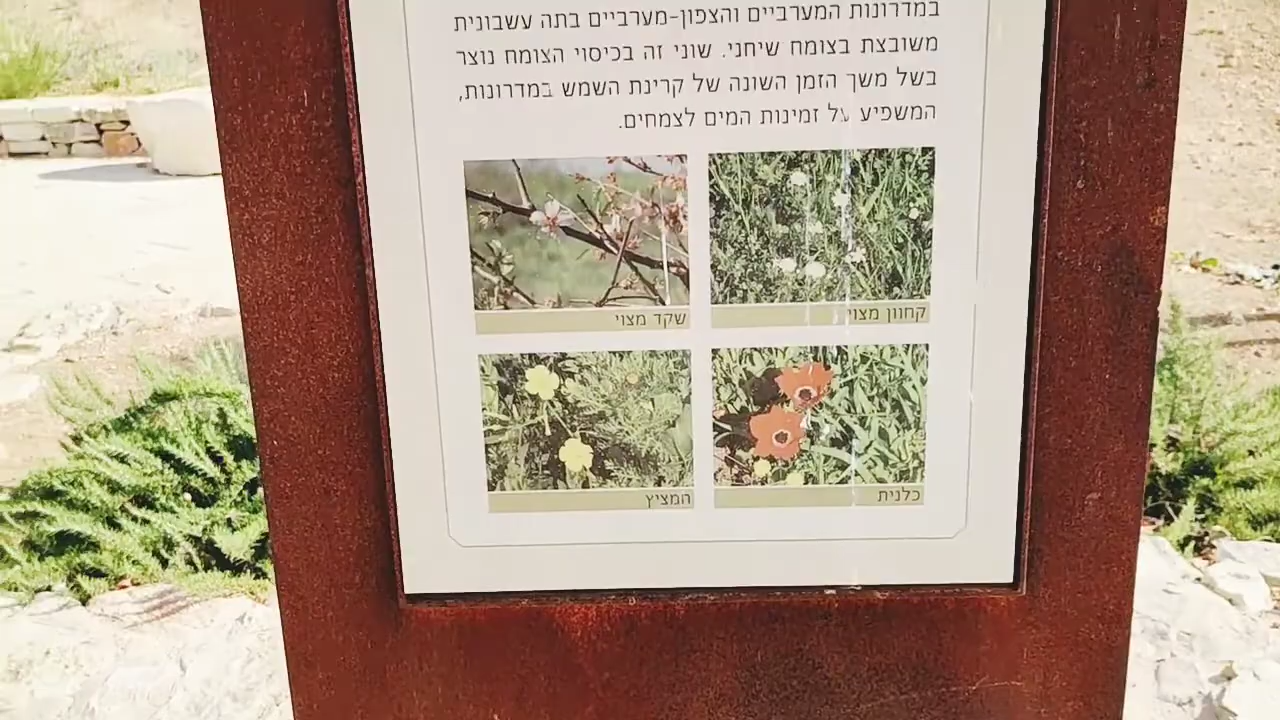 במדרונות המערביים והצפון-מערביים בתה עשבונית
משובצת בצומח שיחני. שוני זה בכיסוי הצומח נוצר
בשל משך הזמן השונה של קרינת השמש במדרונות,
המשפיע על זמינות המים לצמחים.
קחוון מצוי
שקד מצוי
כלנית
חמציץ